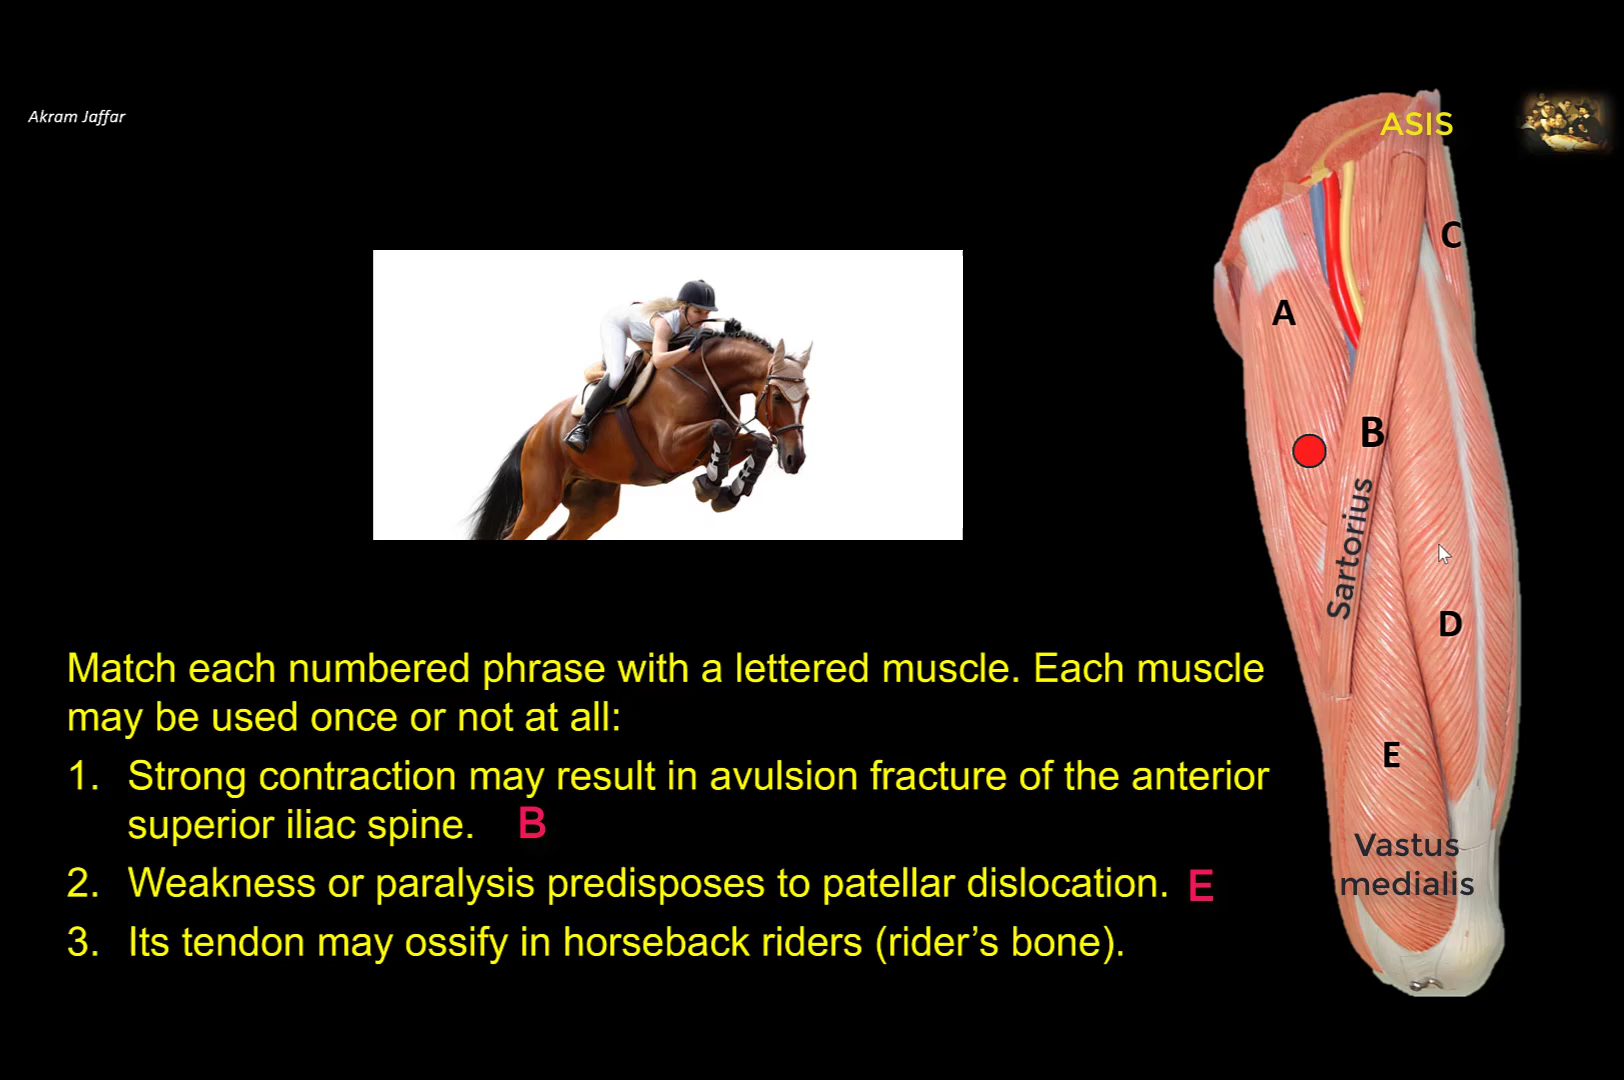 Akram Jaffar
ASIS
C
A
B
Sartorius
D
E
Vastus
medialis
Match each numbered phrase with a lettered muscle. Each muscle
may be used once or not at all:
1. Strong contraction may result in avulsion fracture of the anterior
superior iliac spine. B
2. Weakness or paralysis predisposes to patellar dislocation. E
3. Its tendon may ossify in horseback riders (rider’s bone).